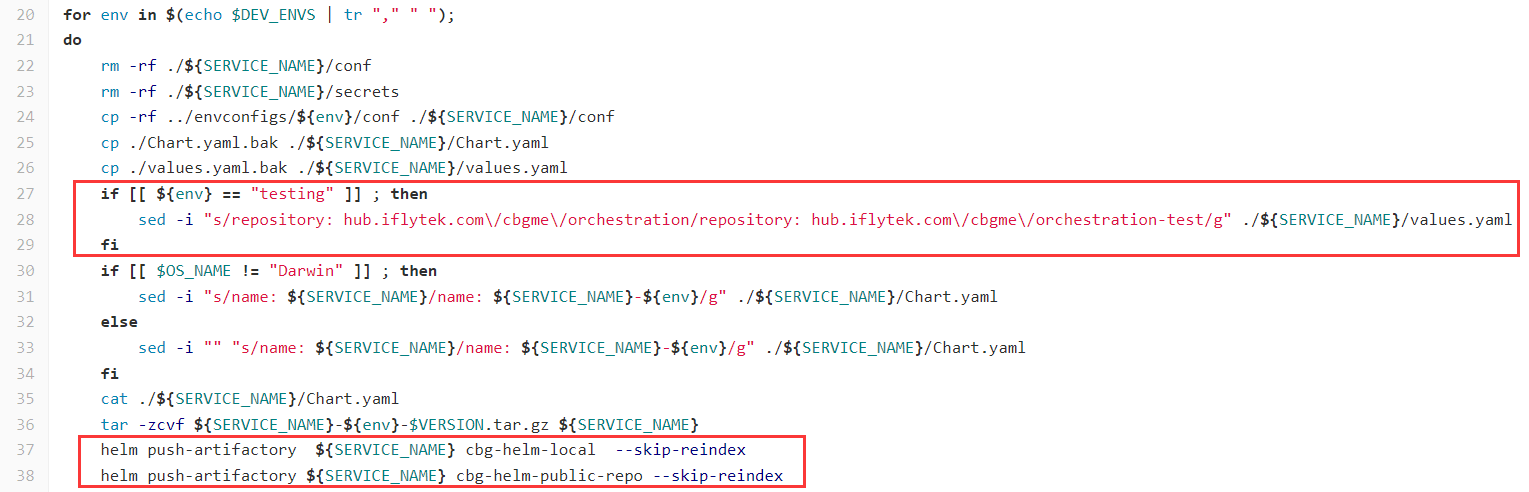 20 for env in $(echo $DEV_ENVS | tr "," " ");
21 do
22 rm -rf ./${SERVICE_NAME}/conf
23 rm -rf ./${SERVICE_NAME}/secrets
24 cp -rf ../envconfigs/${env}/conf ./${SERVICE_NAME}/conf
25 cp ./Chart.yaml.bak ./${SERVICE_NAME}/Chart.yaml
26 cp ./values.yaml.bak ./${SERVICE_NAME}/values.yaml
27 if [[ ${env} == "testing" ]] ; then
28 sed -i "s/repository: hub.iflytek.com\/cbgme\/orchestration/repository: hub.iflytek.com\/cbgme\/orchestration-test/g" ./${SERVICE_NAME}/values.yaml
29 fi
30 if [[ $OS_NAME != "Darwin" ]] ; then
31 sed -i "s/name: ${SERVICE_NAME}/name: ${SERVICE_NAME}-${env}/g" ./${SERVICE_NAME}/Chart.yaml
32 else
33 sed -i "" "s/name: ${SERVICE_NAME}/name: ${SERVICE_NAME}-${env}/g" ./${SERVICE_NAME}/Chart.yaml
34 fi
35 cat ./${SERVICE_NAME}/Chart.yaml
36 tar -zcvf ${SERVICE_NAME}-${env}-$VERSION.tar.gz ${SERVICE_NAME}
37 helm push-artifactory  ${SERVICE_NAME} cbg-helm-local  --skip-reindex
38 helm push-artifactory ${SERVICE_NAME} cbg-helm-public-repo --skip-reindex